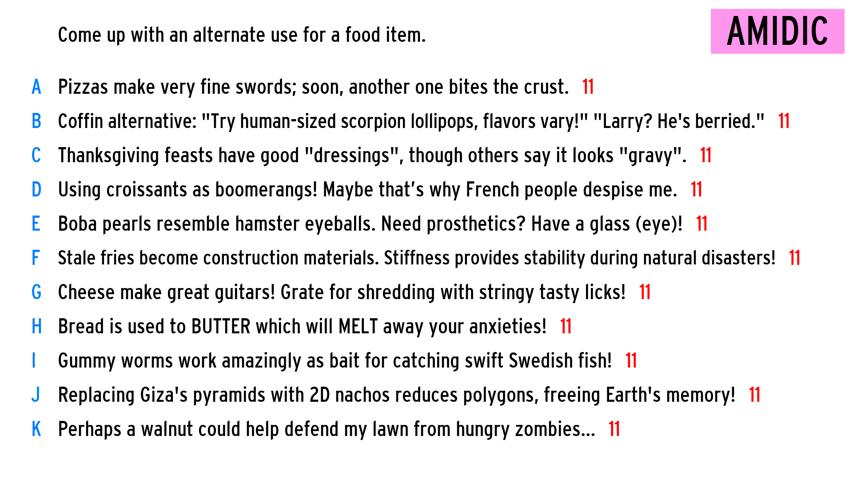 Come up with an alternate use for a food item.
AMIDIC
A Pizzas make very fine swords; soon, another one bites the crust. 11
B Coffin alternative: "Try human-sized scorpion lollipops, flavors vary!" "Larry? He's berried." 11
C Thanksgiving feasts have good "dressings", though others say it looks "gravy". 11
D Using croissants as boomerangs! Maybe that's why French people despise me. 11
E Boba pearls resemble hamster eyeballs. Need prosthetics? Have a glass (eye)! 11
F Stale fries become construction materials. Stiffness provides stability during natural disasters! 11
G Cheese make great guitars! Grate for shredding with stringy tasty licks! 11
H Bread is used to BUTTER which will MELT away your anxieties! 11
I Gummy worms work amazingly as bait for catching swift Swedish fish! 11
J Replacing Giza's pyramids with 2D nachos reduces polygons, freeing Earth's memory! 11
K Perhaps a walnut could help defend my lawn from hungry zombies... 11